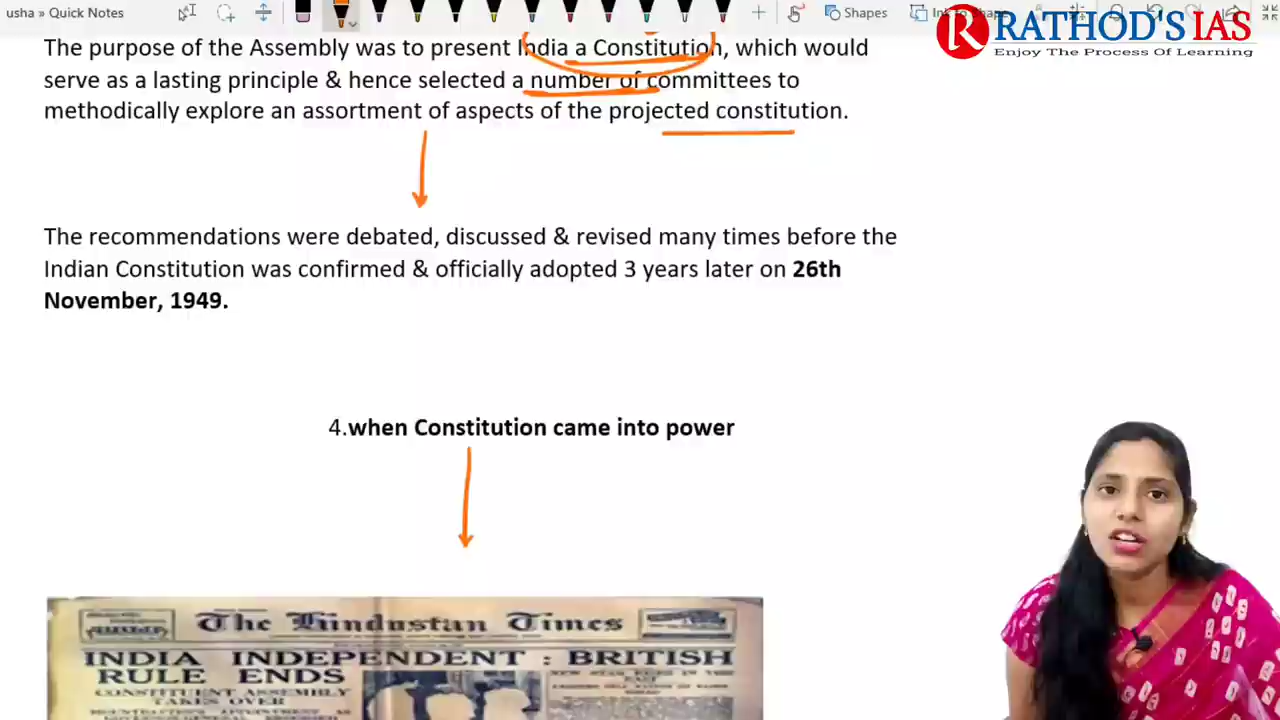 usha » Quick Notes
Shapes
RATHOD'S IAS
Enjoy The Process Of Learning
The purpose of the Assembly was to present India a Constitution, which would
serve as a lasting principle & hence selected a number of committees to
methodically explore an assortment of aspects of the projected constitution.
The recommendations were debated, discussed & revised many times before the
Indian Constitution was confirmed & officially adopted 3 years later on 26th
November, 1949.
4.when Constitution came into power
The Hindustan Times
INDIA INDEPENDENT : BRITISH
RULE ENDS
CONSTITUENT ASSEMBLY
TAKES OVER